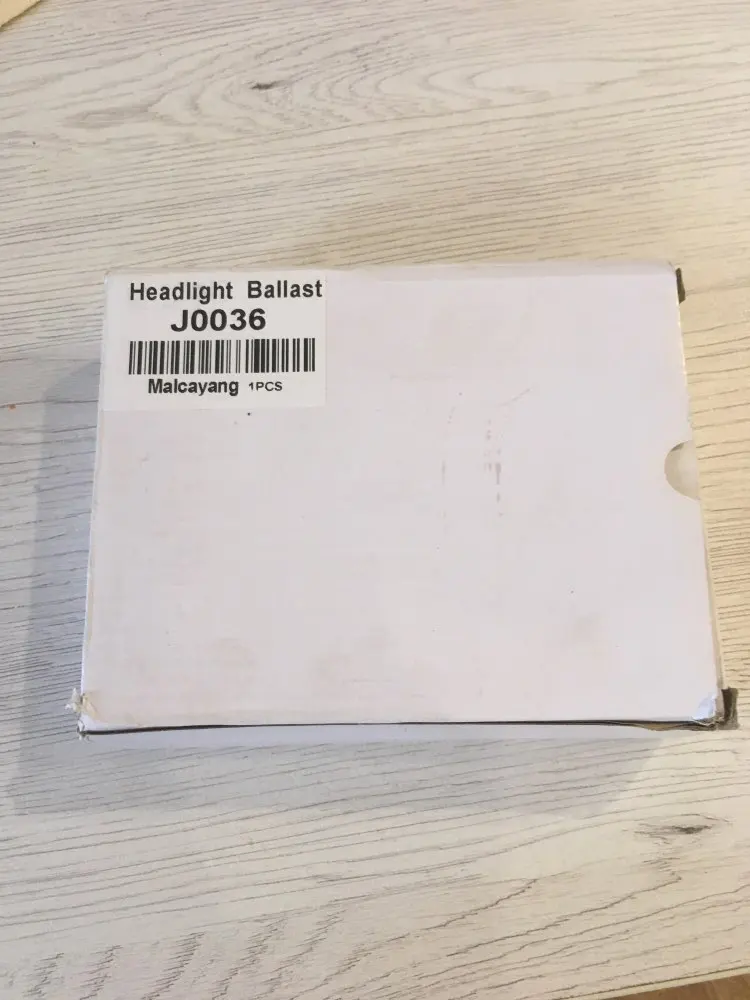 Headlight Ballast
J0036
Malcayang 1PCS